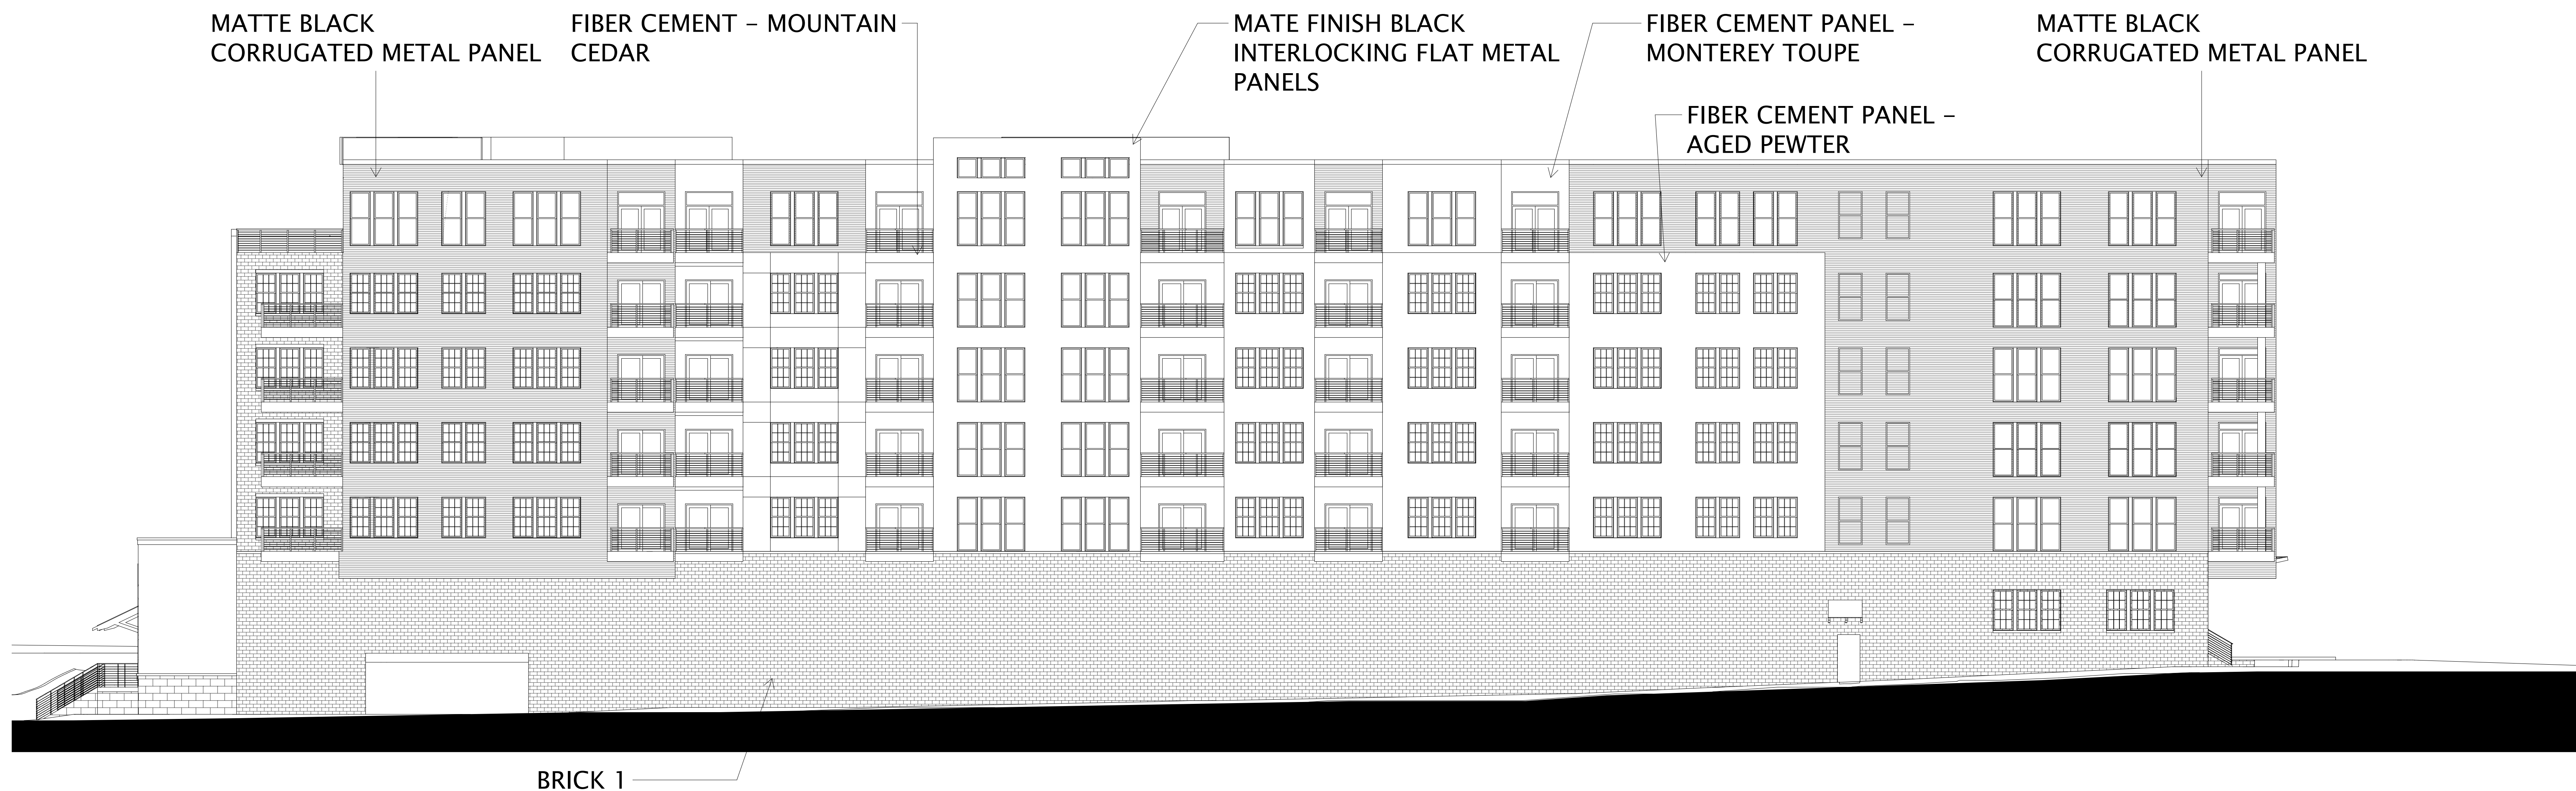 MATTE BLACK
CORRUGATED METAL PANEL
FIBER CEMENT – MOUNTAIN
CEDAR
MATE FINISH BLACK
INTERLOCKING FLAT METAL
PANELS
FIBER CEMENT PANEL –
MONTEREY TOUPE
FIBER CEMENT PANEL –
AGED PEWTER
MATTE BLACK
CORRUGATED METAL PANEL
BRICK 1